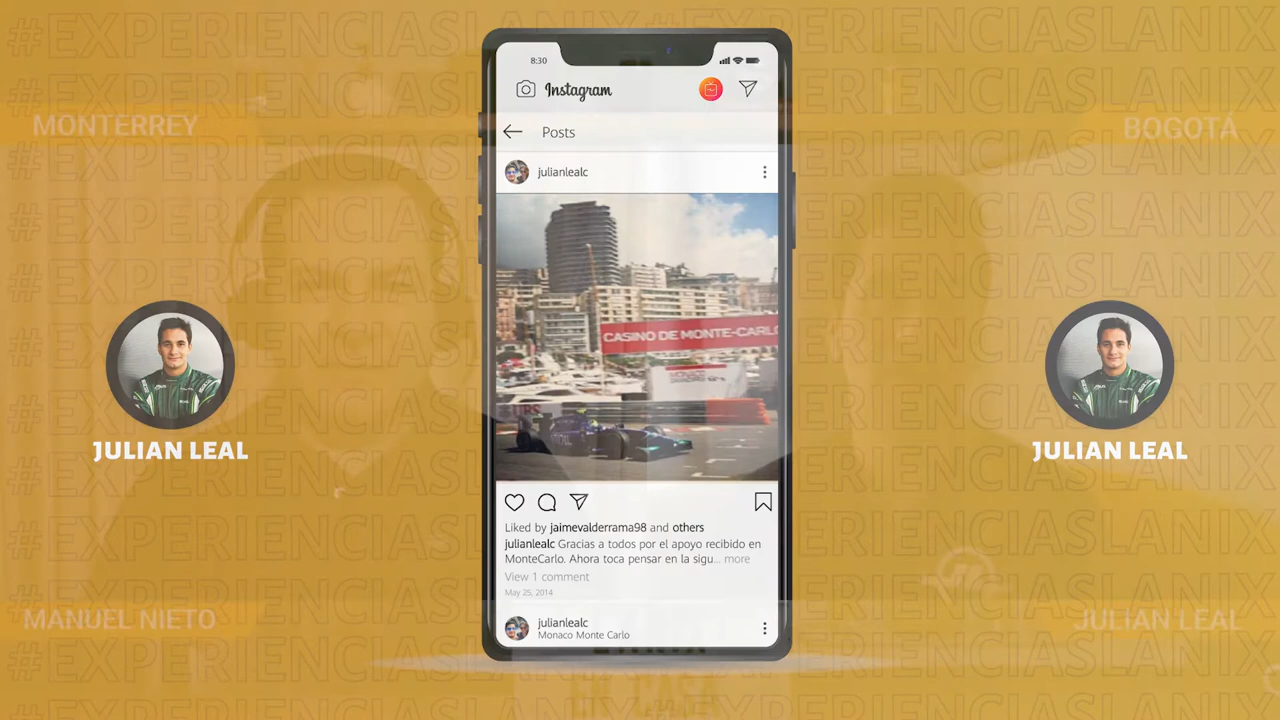 #EXPERIENCIASLANIX #EXPERIENCIASLANIX
MONTERREY
BOGOTÁ
8:30
Instagram
Posts
julianlealc
CASINO DE MONTE-CARLO
JULIAN LEAL
JULIAN LEAL
Liked by jaimevalderrama98 and others
julianlealc Gracias a todos por el apoyo recibido en
MonteCarlo. Ahora toca pensar en la sigu... more
View 1 comment
May 25, 2014
MANUEL NIETO
JULIAN LEAL
julianlealc
Monaco Monte Carlo